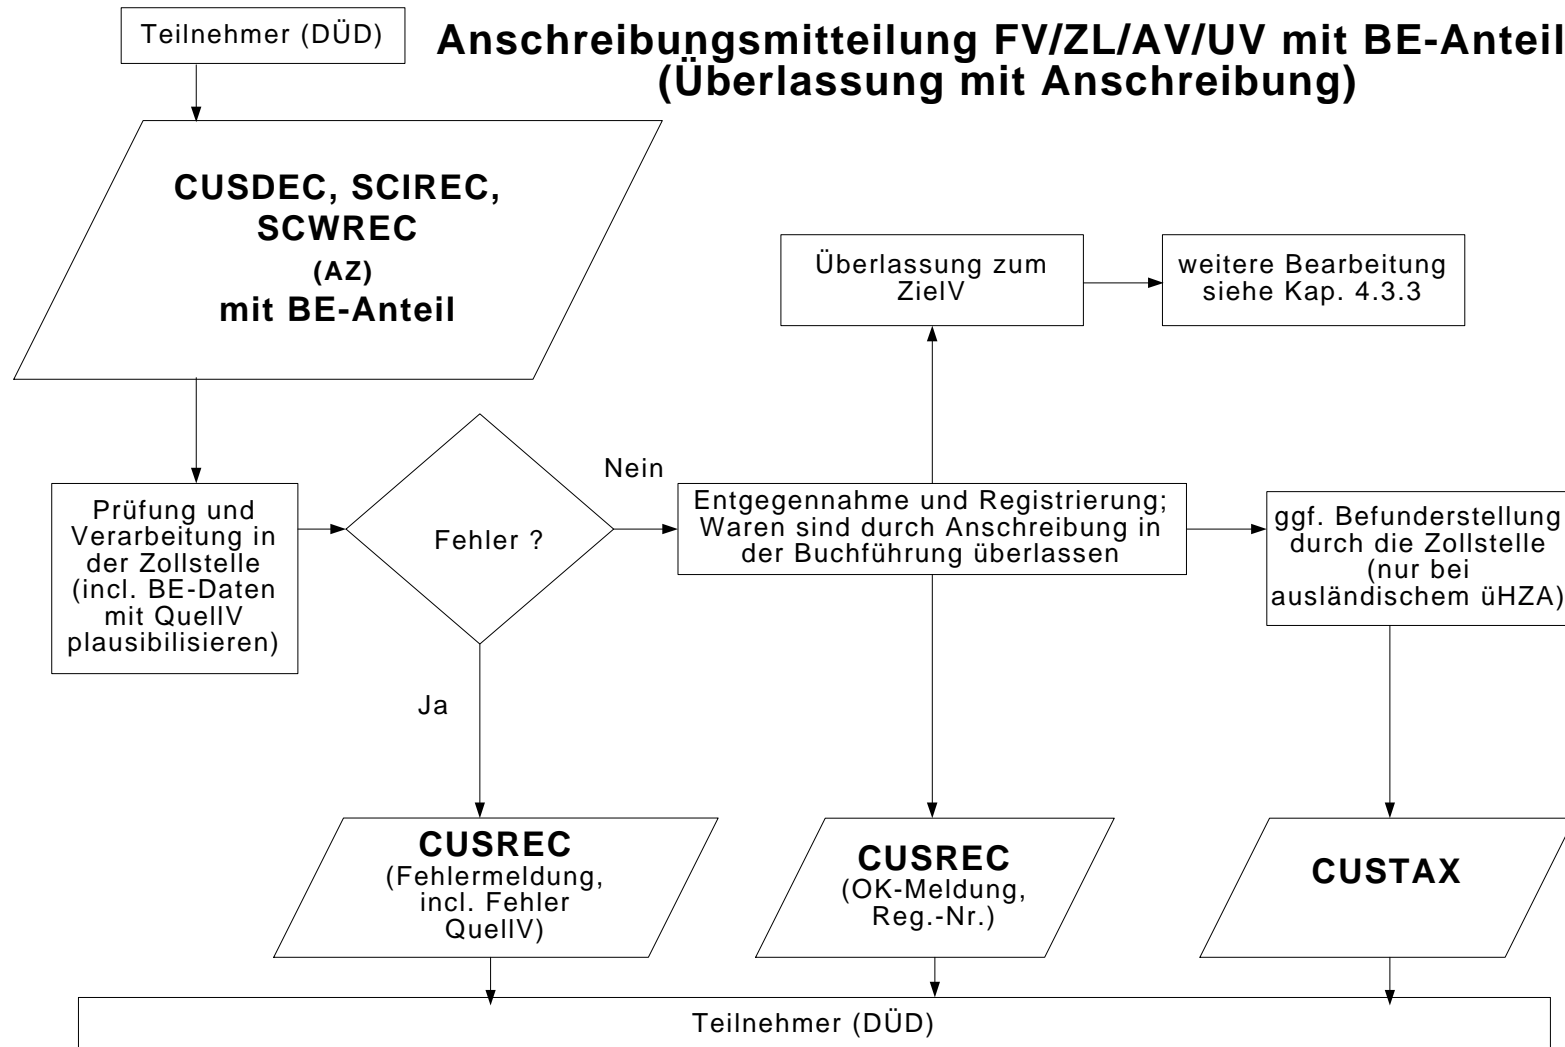 Teilnehmer (DÜD)
Anschreibungsmitteilung FV/ZL/AV/UV mit BE-Anteil
(Überlassung mit Anschreibung)
CUSDEC, SCIREC,
SCWREC
(AZ)
mit BE-Anteil
Überlassung zum
ZielV
weitere Bearbeitung
siehe Kap. 4.3.3
Prüfung und
Verarbeitung in
der Zollstelle
(incl. BE-Daten
mit QuellV
plausibilisieren)
Fehler ?
Nein
Entgegennahme und Registrierung;
Waren sind durch Anschreibung in
der Buchführung überlassen
ggf. Befunderstellung
durch die Zollstelle
(nur bei
ausländischem üHZA)
Ja
CUSREC
(Fehlermeldung,
incl. Fehler
QuellV)
CUSREC
(OK-Meldung,
Reg.-Nr.)
CUSTAX
Teilnehmer (DÜD)